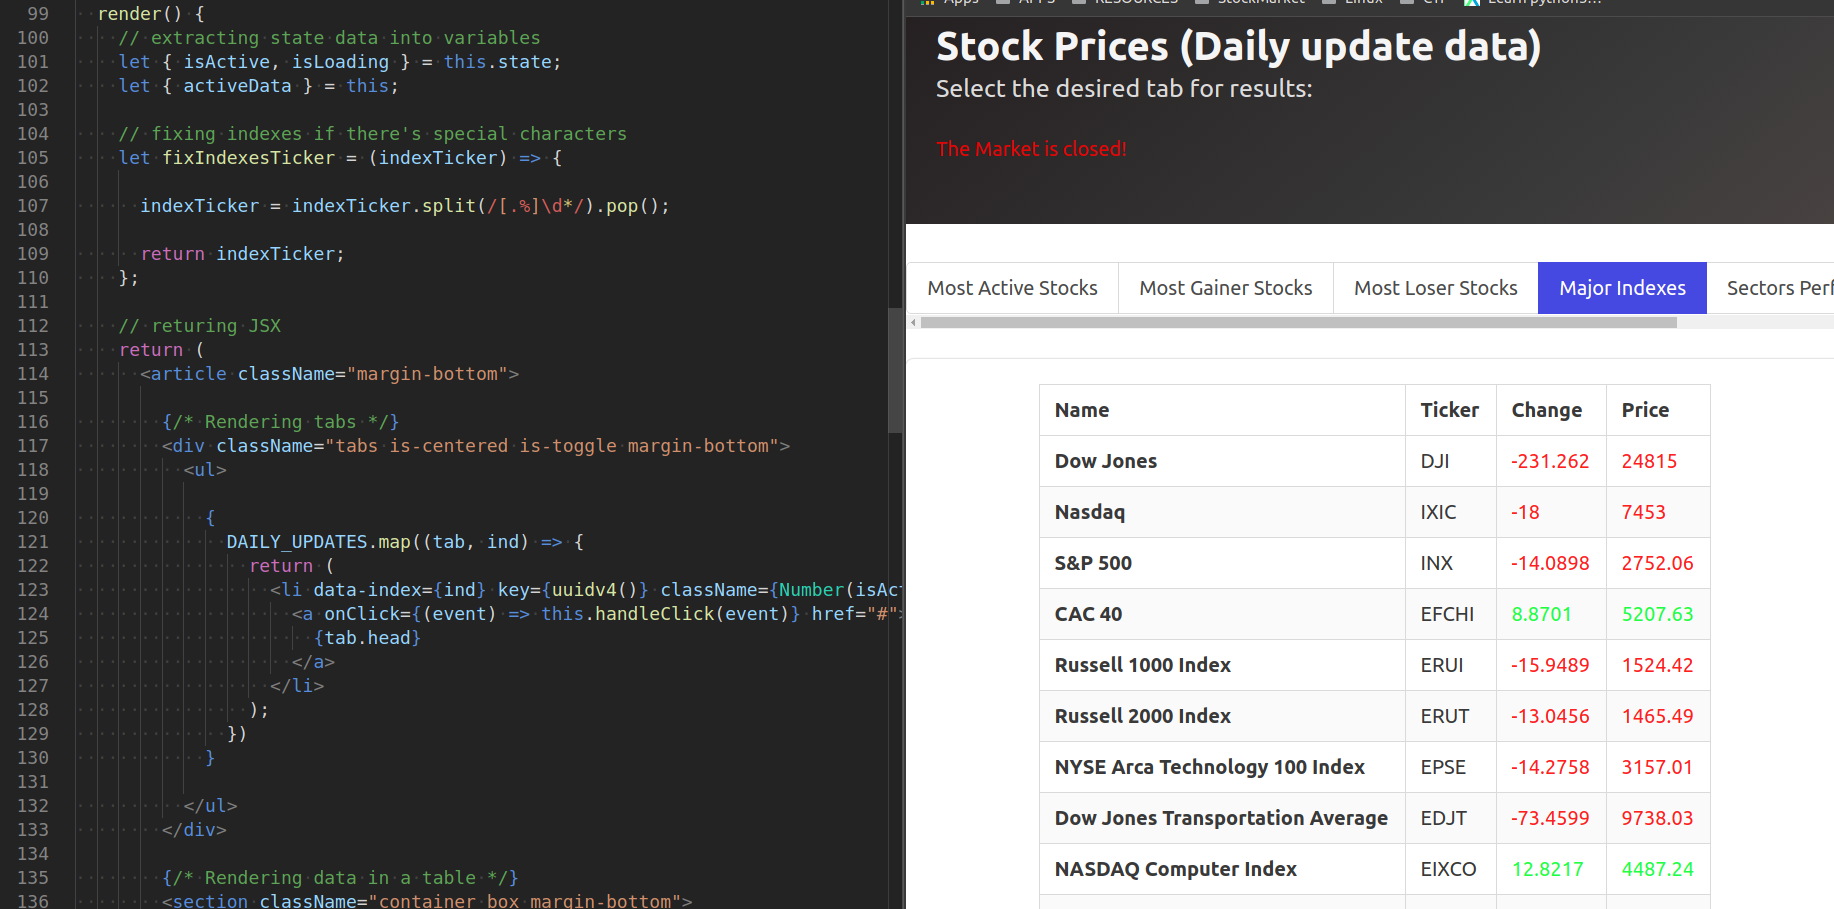 99 render() {
100 // extracting state data into variables
101 let { isActive, isLoading } = this.state;
102 let { activeData } = this;
103
104 // fixing indexes if there's special characters
105 let fixIndexesTicker = (indexTicker) => {
106
107 indexTicker = indexTicker.split(/[.%]\d*/).pop();
108
109 return indexTicker;
110 };
111
112 // returing JSX
113 return (
114 <article className="margin-bottom">
115
116 {/* Rendering tabs */}
117 <div className="tabs is-centered is-toggle margin-bottom">
118 <ul>
119
120 {
121 DAILY_UPDATES.map((tab, ind) => {
122 return (
123 <li data-index={ind} key={uuidv4()} className={Number(isAc
124 <a onClick={(event) => this.handleClick(event)} href="#">
125 {tab.head}
126 </a>
127 </li>
128 );
129 })
130 }
131
132 </ul>
133 </div>
134
135 {/* Rendering data in a table */}
136 <section className="container box margin-bottom">
Apps APPS RESOURCES StockMarket Linux CTF
Stock Prices (Daily update data)
Select the desired tab for results:
The Market is closed!
Most Active Stocks Most Gainer Stocks Most Loser Stocks Major Indexes Sectors Perf
Name Ticker Change Price
Dow Jones DJI -231.262 24815
Nasdaq IXIC -18 7453
S&P 500 INX -14.0898 2752.06
CAC 40 EFCHI 8.8701 5207.63
Russell 1000 Index ERUI -15.9489 1524.42
Russell 2000 Index ERUT -13.0456 1465.49
NYSE Arca Technology 100 Index EPSE -14.2758 3157.01
Dow Jones Transportation Average EDJT -73.4599 9738.03
NASDAQ Computer Index EIXCO 12.8217 4487.24